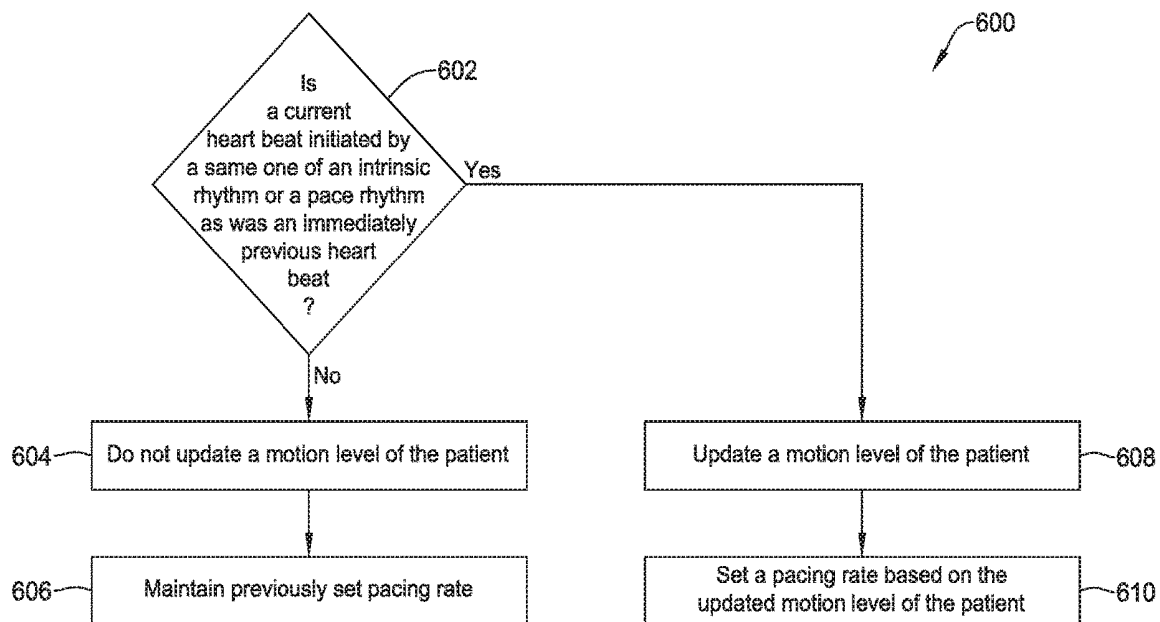 600
602
Is
a current
heart beat initiated by
a same one of an intrinsic
rhythm or a pace rhythm
as was an immediately
previous heart
beat
?
Yes
No
604
Do not update a motion level of the patient
Update a motion level of the patient
608
606
Maintain previously set pacing rate
Set a pacing rate based on the
updated motion level of the patient
610